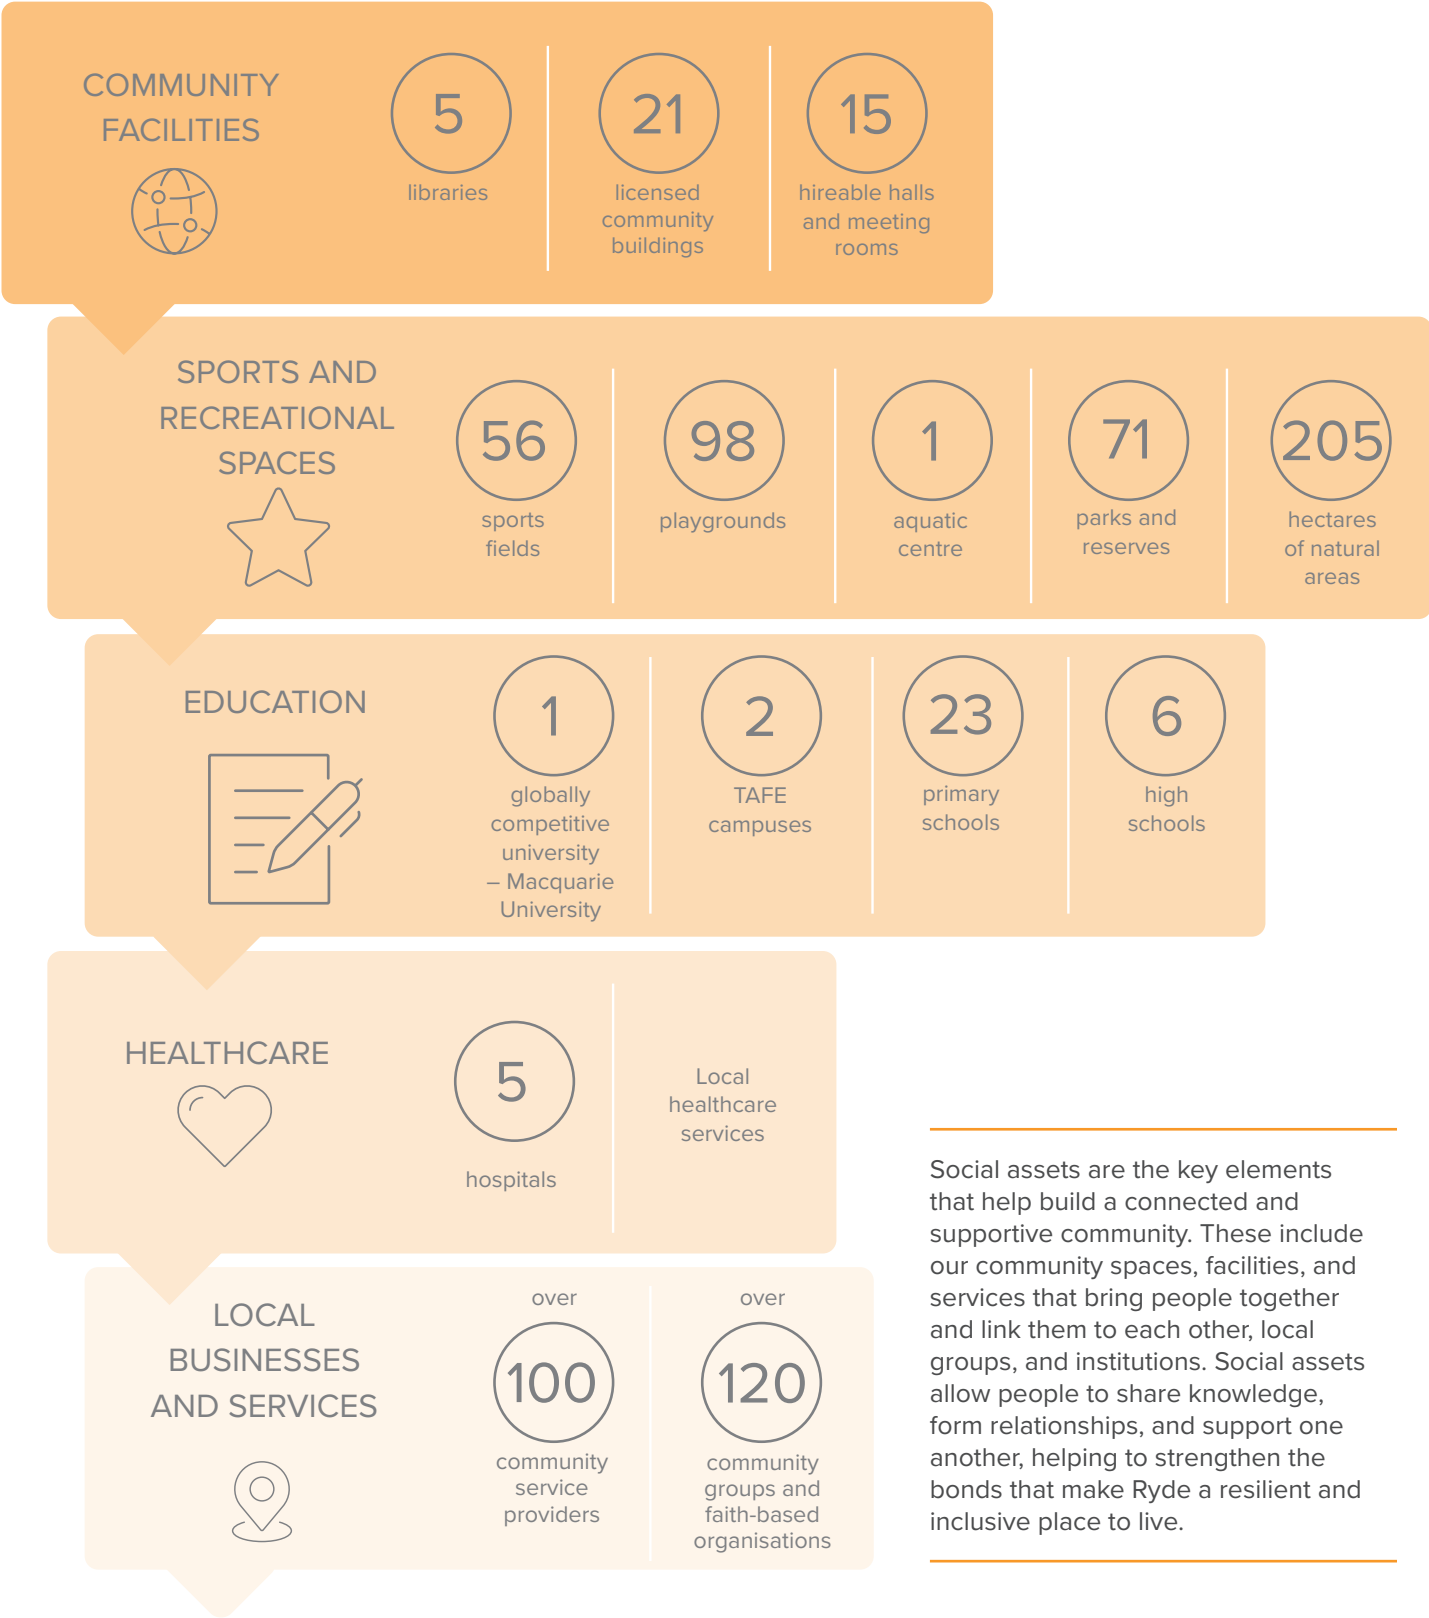 COMMUNITY
FACILITIES
5
libraries
21
licensed
community
buildings
15
hireable halls
and meeting
rooms
SPORTS AND
RECREATIONAL
SPACES
56
sports
fields
98
playgrounds
1
aquatic
centre
71
parks and
reserves
205
hectares
of natural
areas
EDUCATION
1
globally
competitive
university
– Macquarie
University
2
TAFE
campuses
23
primary
schools
6
high
schools
HEALTHCARE
5
hospitals
Local
healthcare
services
LOCAL
BUSINESSES
AND SERVICES
over
100
community
service
providers
over
120
community
groups and
faith-based
organisations
Social assets are the key elements
that help build a connected and
supportive community. These include
our community spaces, facilities, and
services that bring people together
and link them to each other, local
groups, and institutions. Social assets
allow people to share knowledge,
form relationships, and support one
another, helping to strengthen the
bonds that make Ryde a resilient and
inclusive place to live.